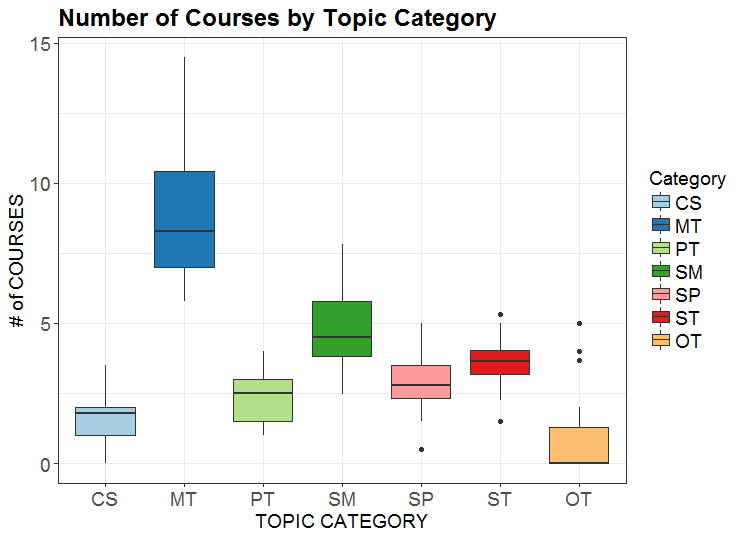 Number of Courses by Topic Category
15
10
5
0
# of COURSES
CS MT PT SM SP ST OT
TOPIC CATEGORY
Category
CS
MT
PT
SM
SP
ST
OT